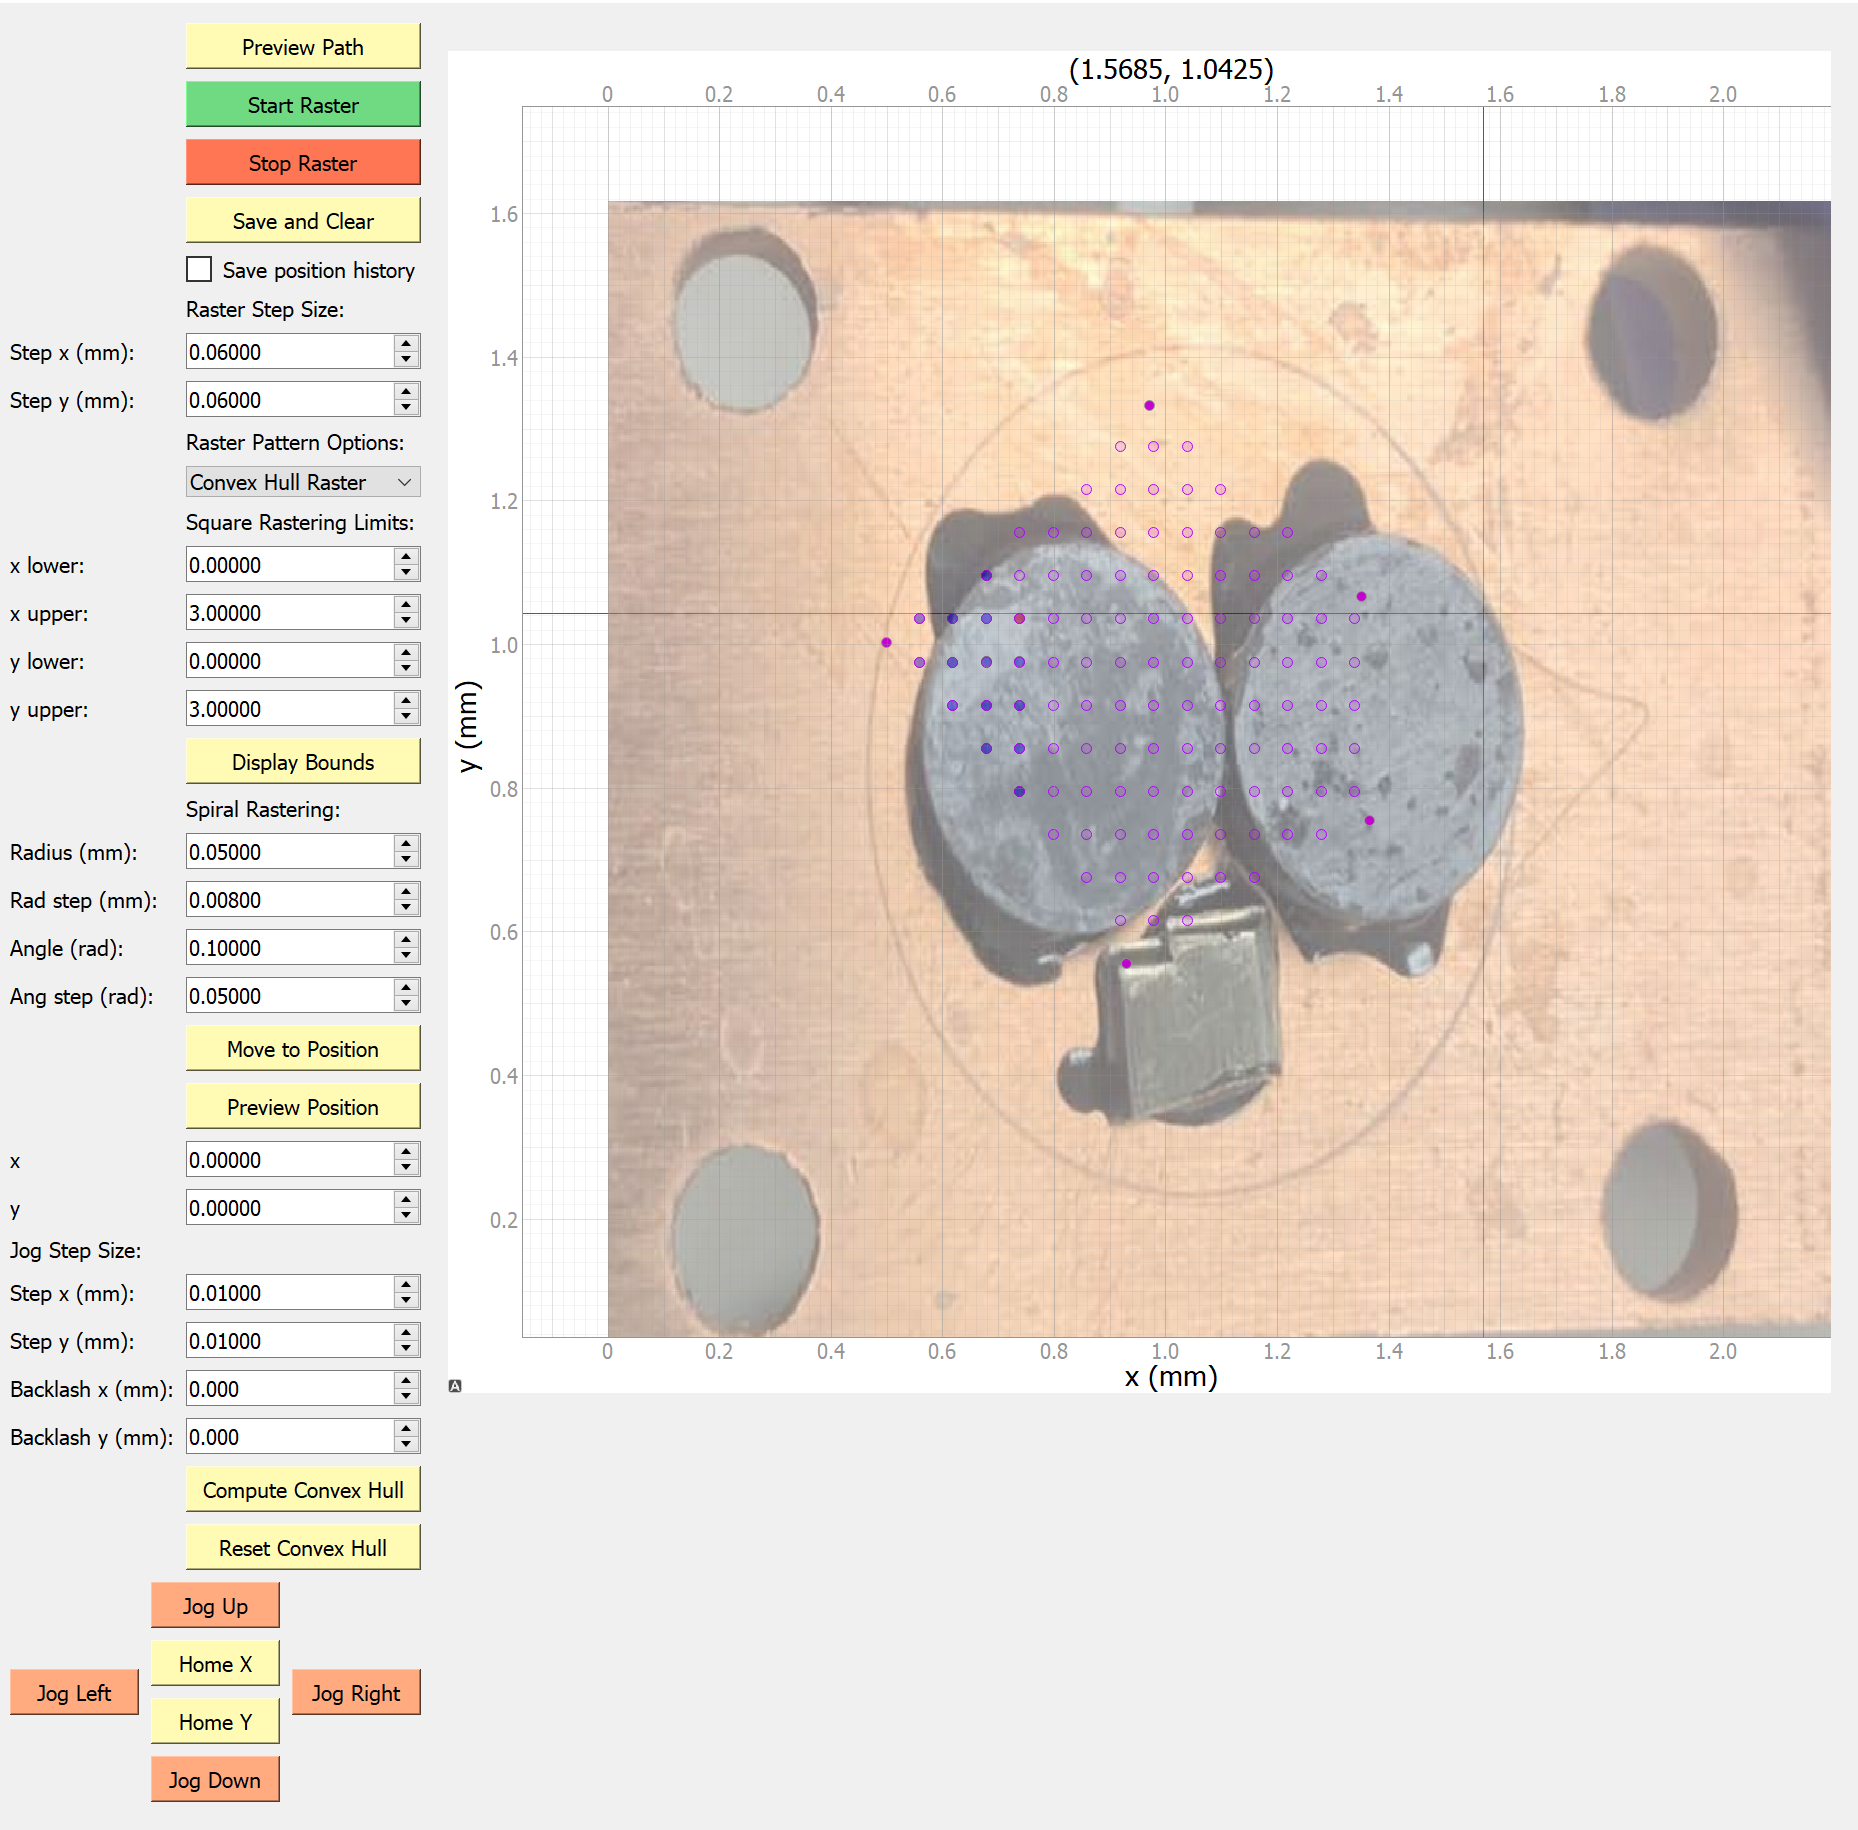 Preview Path
Start Raster
Stop Raster
Save and Clear
Save position history
Raster Step Size:
Step x (mm): 0.06000
Step y (mm): 0.06000
Raster Pattern Options:
Convex Hull Raster
Square Rastering Limits:
x lower: 0.00000
x upper: 3.00000
y lower: 0.00000
y upper: 3.00000
Display Bounds
Spiral Rastering:
Radius (mm): 0.05000
Rad step (mm): 0.00800
Angle (rad): 0.10000
Ang step (rad): 0.05000
Move to Position
Preview Position
x 0.00000
y 0.00000
Jog Step Size:
Step x (mm): 0.01000
Step y (mm): 0.01000
Backlash x (mm): 0.000
Backlash y (mm): 0.000
Compute Convex Hull
Reset Convex Hull
Jog Up
Home X
Jog Left Jog Right
Home Y
Jog Down
(1.5685, 1.0425)
0 0.2 0.4 0.6 0.8 1.0 1.2 1.4 1.6 1.8 2.0
1.6
1.4
1.2
1.0
0.8
0.6
0.4
0.2
y (mm)
0 0.2 0.4 0.6 0.8 1.0 1.2 1.4 1.6 1.8 2.0
x (mm)
A